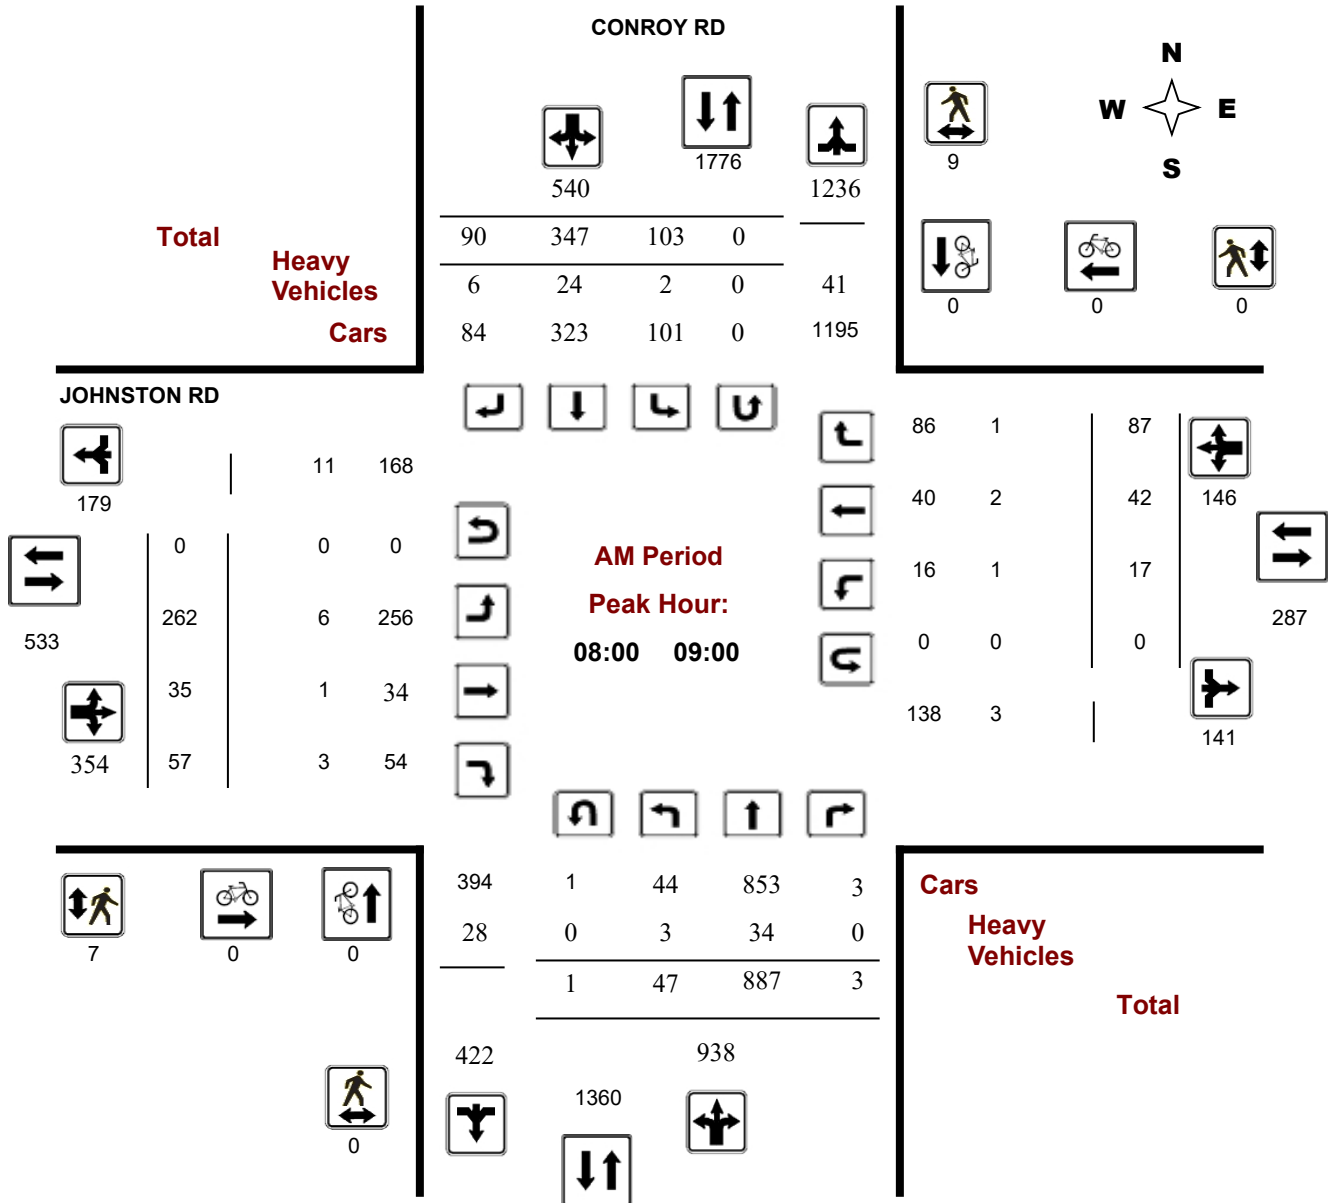 CONROY RD
N
W E
S
540
1776
1236
9
Total
90 347 103 0
Heavy
Vehicles
6 24 2 0 41
Cars
84 323 101 0 1195
0 0 0
JOHNSTON RD
179
11 168
0 0 0
262 6 256
533
35 1 34
354
57 3 54
AM Period
Peak Hour:
08:00 09:00
86 1 87
146
40 2 42
16 1 17
287
0 0 0
138 3
141
7 0 0
0
394 1 44 853 3
28 0 3 34 0
1 47 887 3
422 938
1360
Cars
Heavy
Vehicles
Total